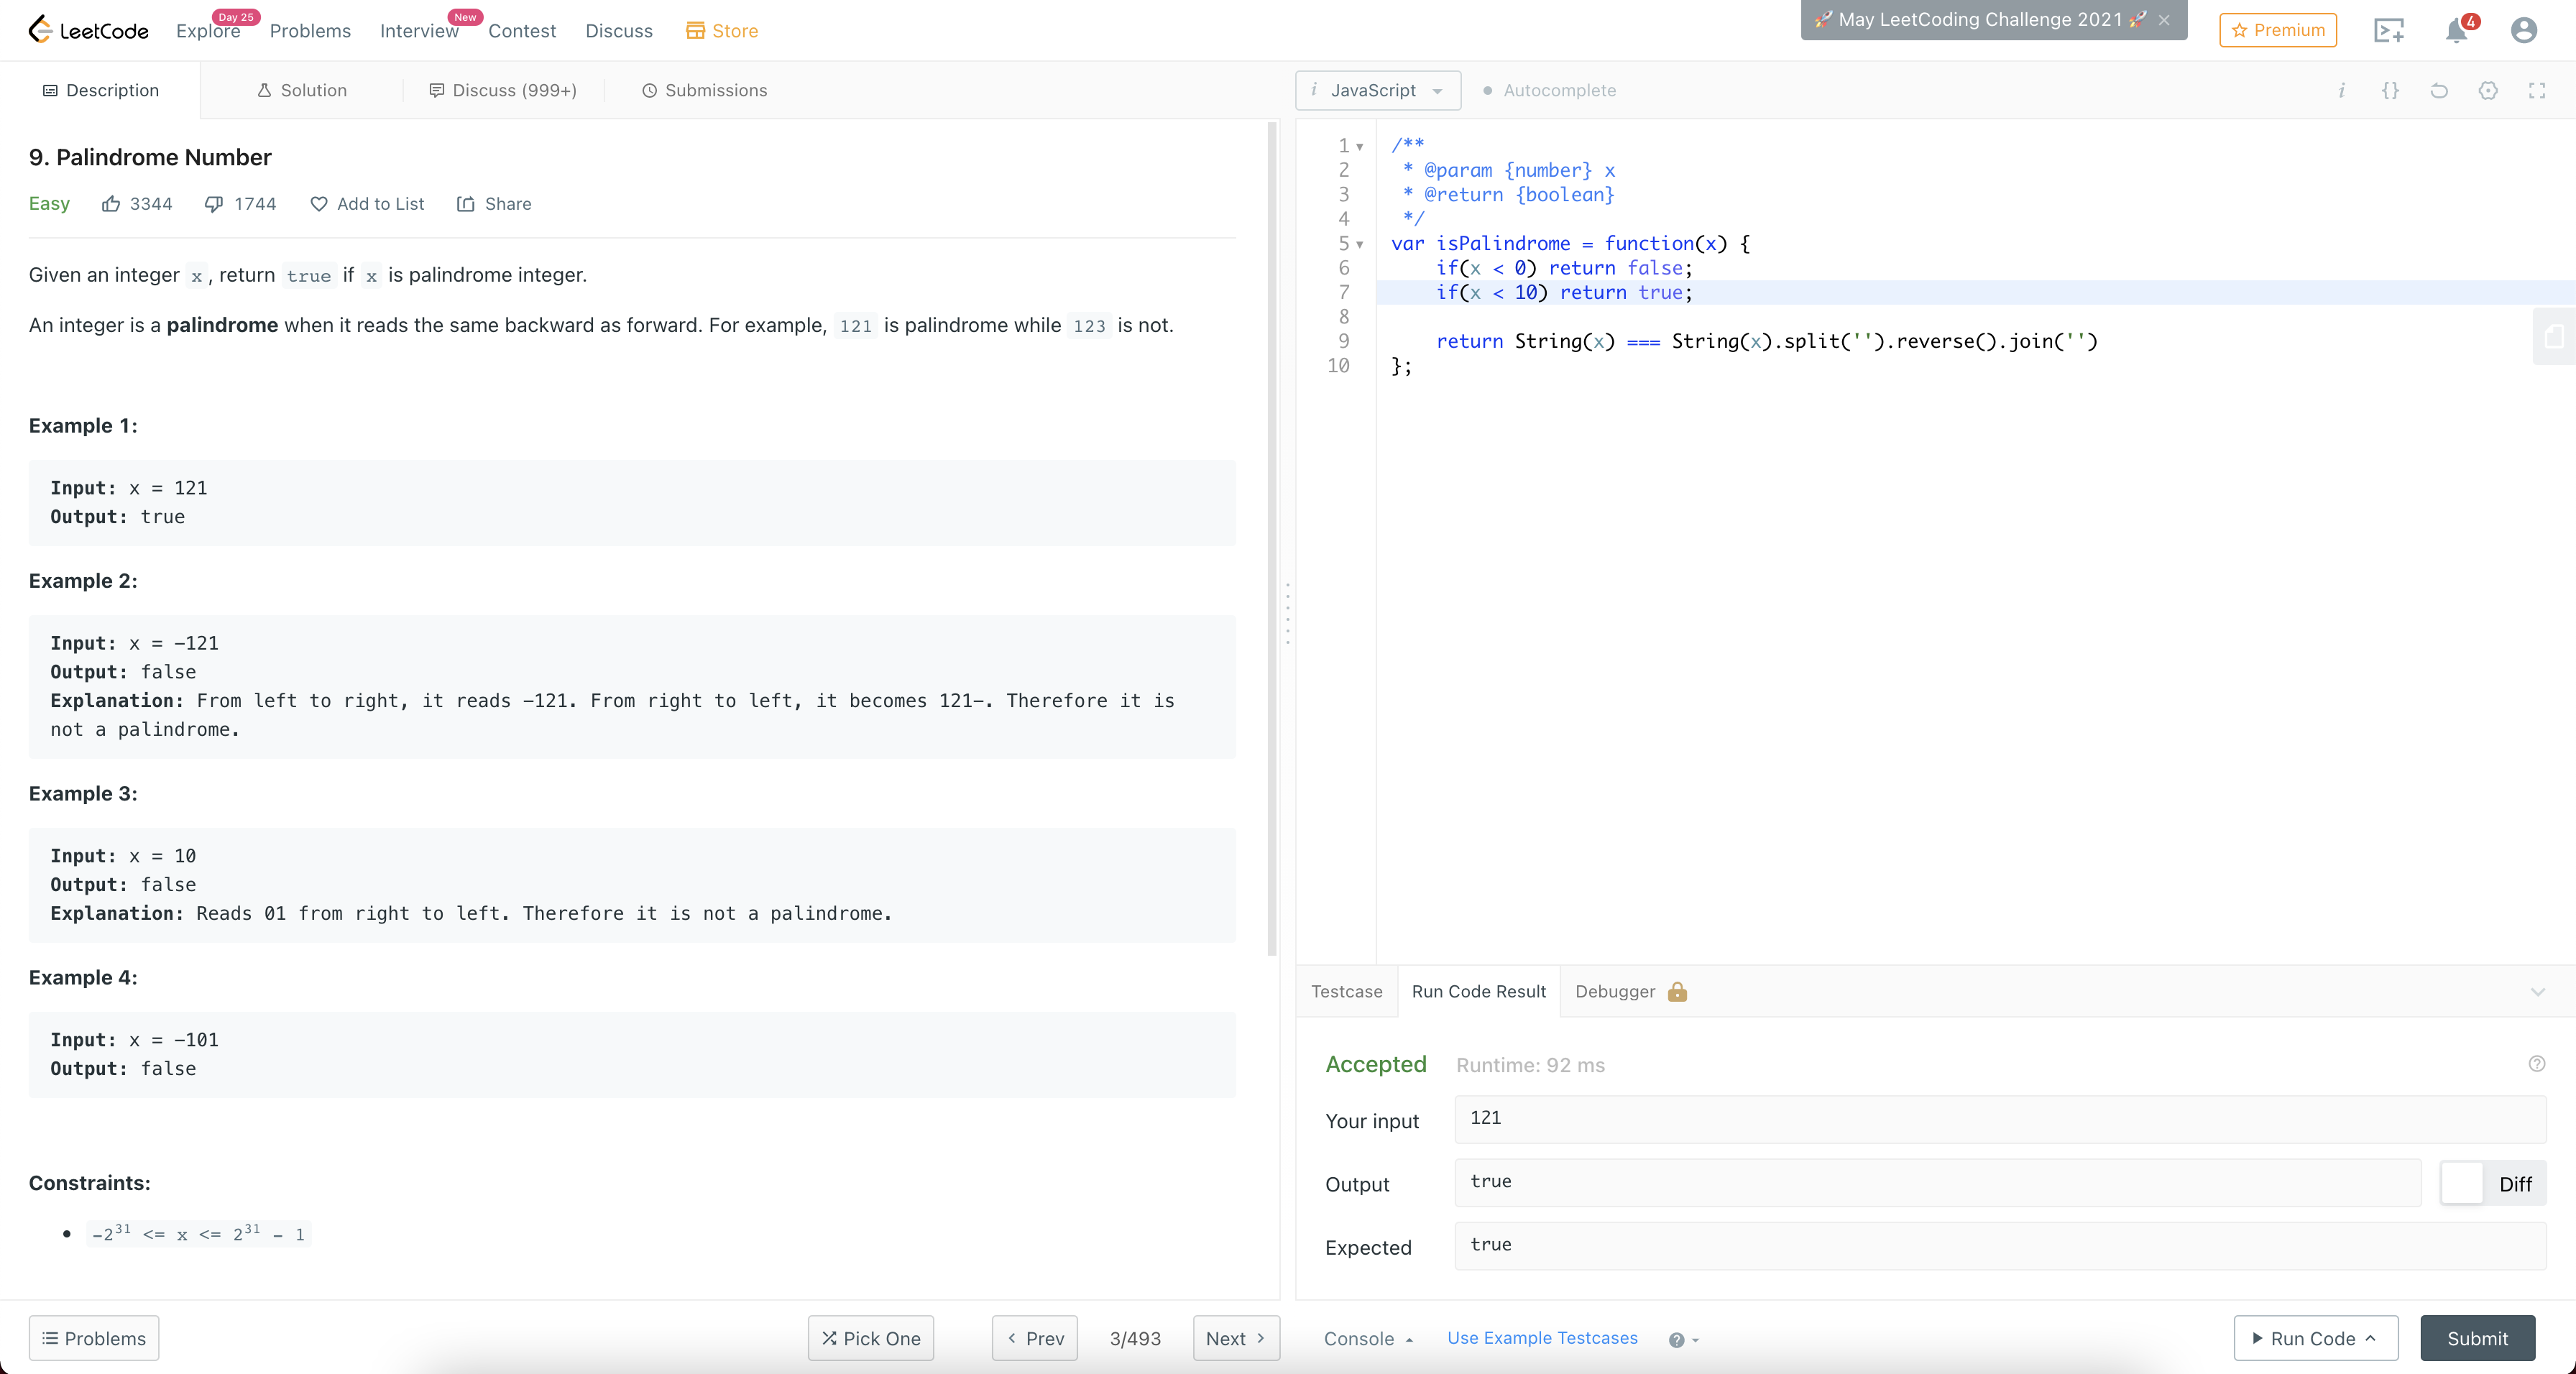 LeetCode Explore Day 25 Problems Interview New Contest Discuss Store 🚀 May LeetCoding Challenge 2021 🚀 × Premium 4
Description Solution Discuss (999+) Submissions
i JavaScript Autocomplete i {}
9. Palindrome Number
Easy 3344 1744 Add to List Share
Given an integer x, return true if x is palindrome integer.
An integer is a palindrome when it reads the same backward as forward. For example, 121 is palindrome while 123 is not.
Example 1:
Input: x = 121
Output: true
Example 2:
Input: x = -121
Output: false
Explanation: From left to right, it reads -121. From right to left, it becomes 121-. Therefore it is
not a palindrome.
Example 3:
Input: x = 10
Output: false
Explanation: Reads 01 from right to left. Therefore it is not a palindrome.
Example 4:
Input: x = -101
Output: false
Constraints:
• -2³¹ <= x <= 2³¹ - 1
Problems Pick One < Prev 3/493 Next >
1 /**
2  * @param {number} x
3  * @return {boolean}
4  */
5 var isPalindrome = function(x) {
6     if(x < 0) return false;
7     if(x < 10) return true;
8
9     return String(x) === String(x).split('').reverse().join('')
10 };
Testcase Run Code Result Debugger
Accepted Runtime: 92 ms ?
Your input 121
Output true Diff
Expected true
Console Use Example Testcases ? Run Code Submit